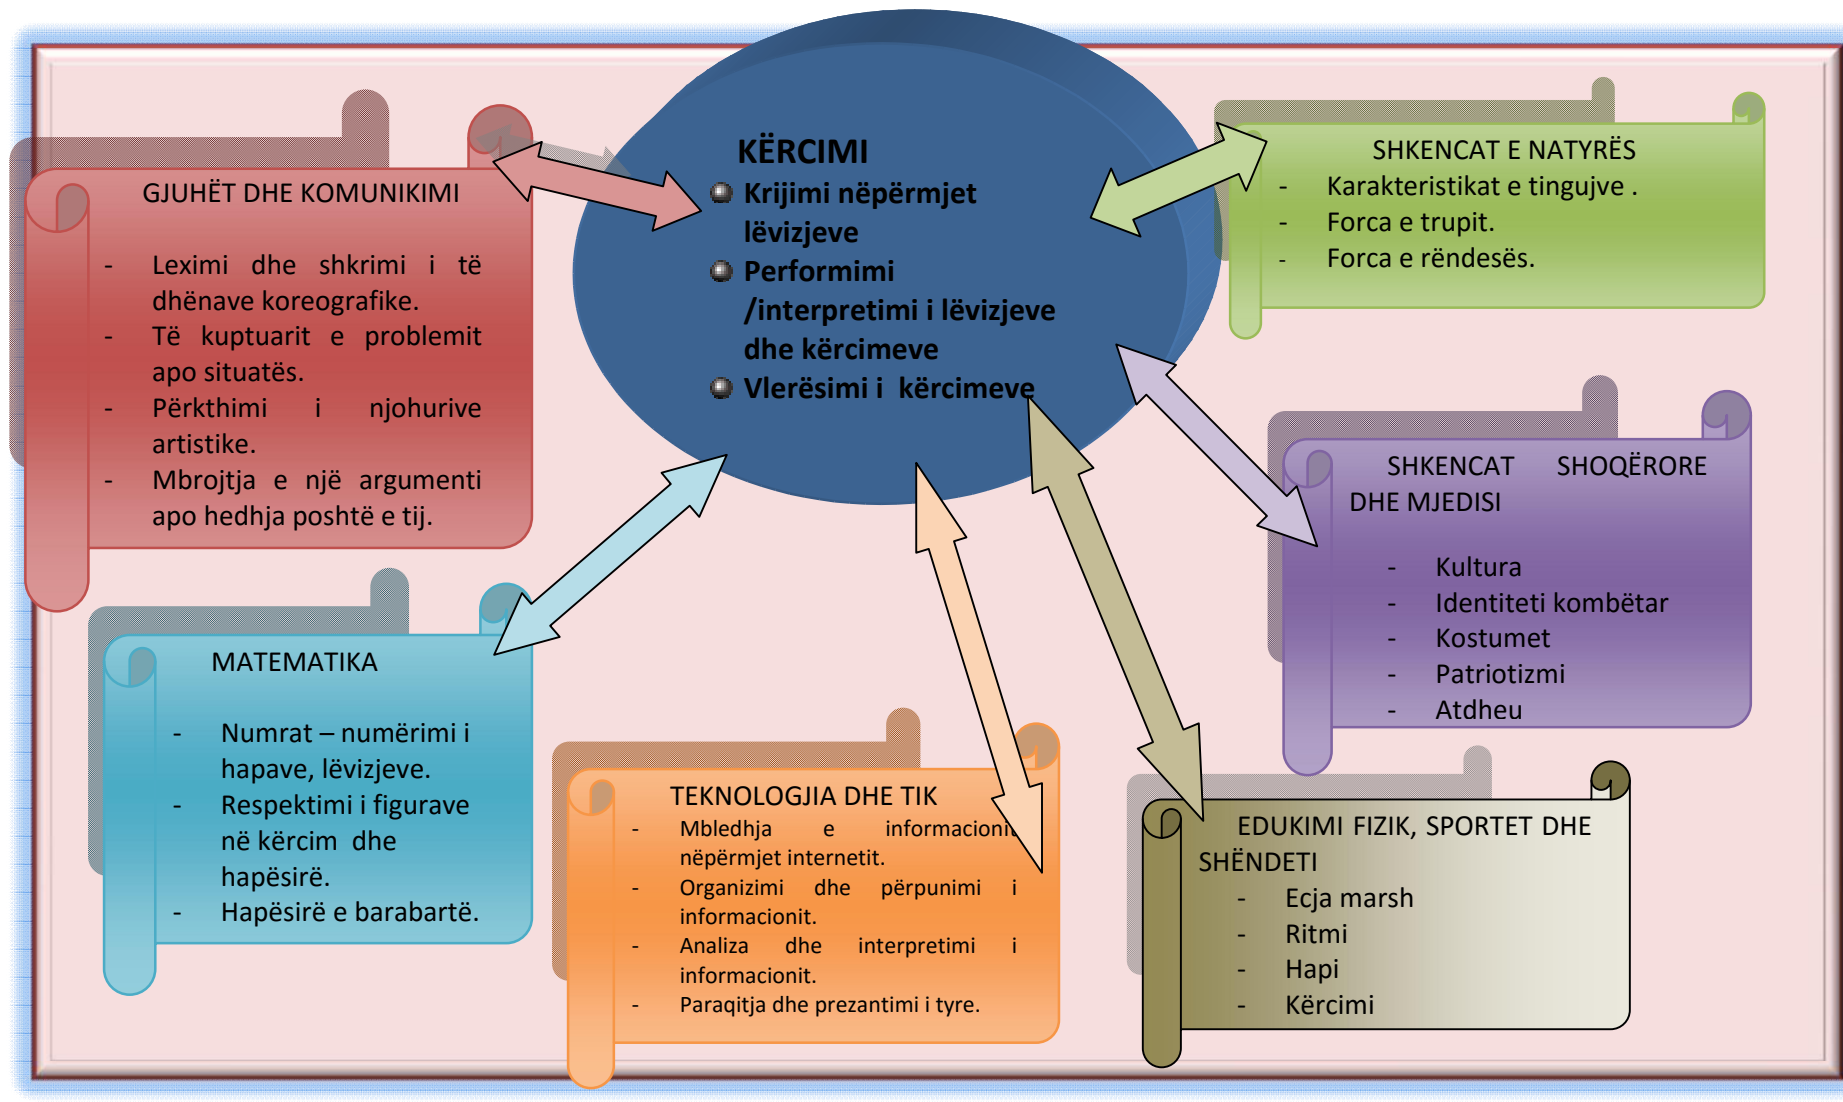 KËRCIMI
Krijimi nëpërmjet
lëvizjeve
Performimi
/interpretimi i lëvizjeve
dhe kërcimeve
Vlerësimi i kërcimeve
GJUHËT DHE KOMUNIKIMI
- Leximi dhe shkrimi i të
dhënave koreografike.
- Të kuptuarit e problemit
apo situatës.
- Përkthimi i njohurive
artistike.
- Mbrojtja e një argumenti
apo hedhja poshtë e tij.
SHKENCAT E NATYRËS
- Karakteristikat e tingujve .
- Forca e trupit.
- Forca e rëndesës.
SHKENCAT SHOQËRORE
DHE MJEDISI
- Kultura
- Identiteti kombëtar
- Kostumet
- Patriotizmi
- Atdheu
MATEMATIKA
- Numrat – numërimi i
hapave, lëvizjeve.
- Respektimi i figurave
në kërcim dhe
hapësirë.
- Hapësirë e barabartë.
TEKNOLOGJIA DHE TIK
- Mbledhja e informacionit
nëpërmjet internetit.
- Organizimi dhe përpunimi i
informacionit.
- Analiza dhe interpretimi i
informacionit.
- Paraqitja dhe prezantimi i tyre.
EDUKIMI FIZIK, SPORTET DHE
SHËNDETI
- Ecja marsh
- Ritmi
- Hapi
- Kërcimi